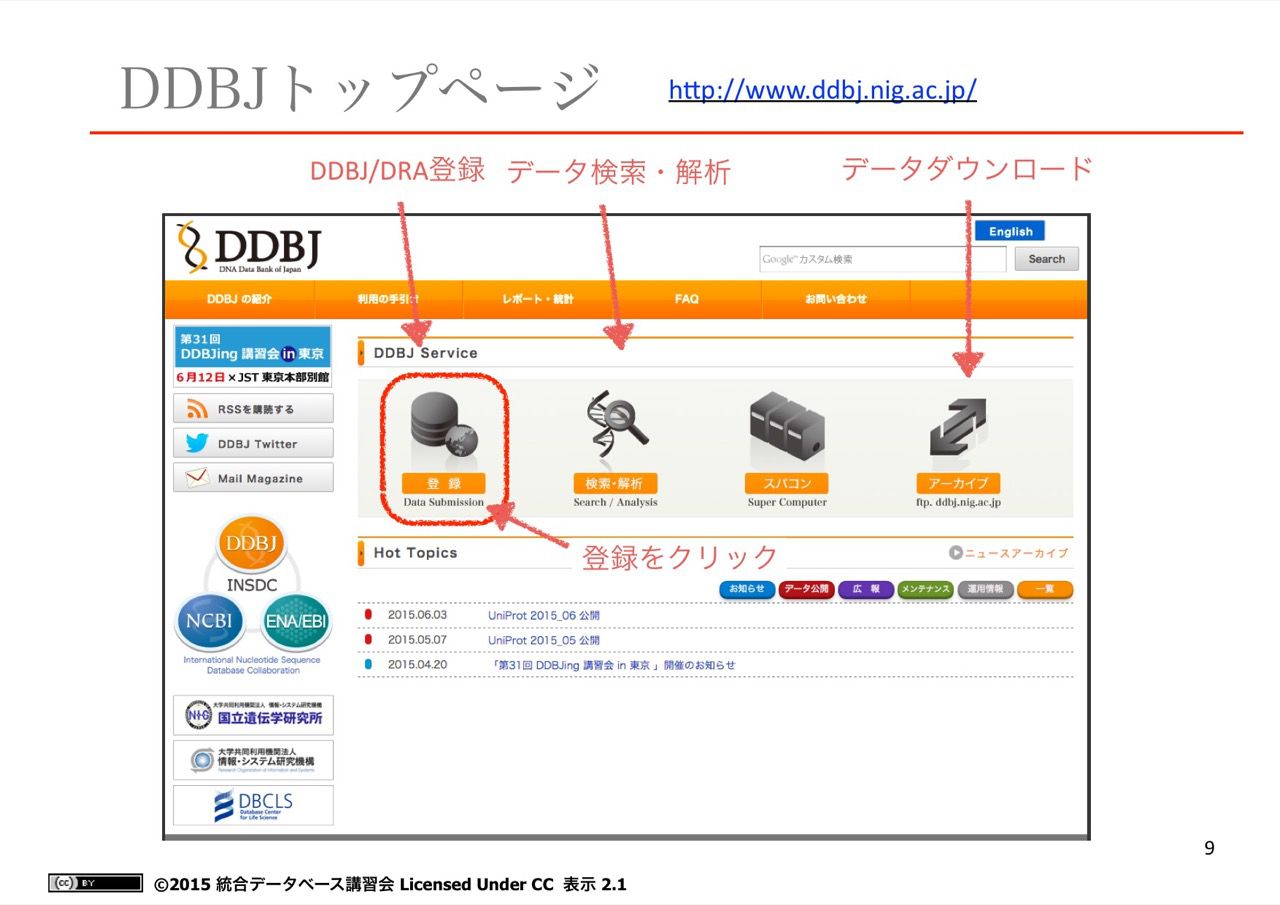 DDBJトップページ
http://www.ddbj.nig.ac.jp/
DDBJ/DRA登録
データ検索・解析
データダウンロード
DDBJ
DNA Data Bank of Japan
English
Google™カスタム検索
Search
DDBJ の紹介
利用の手引き
レポート・統計
FAQ
お問い合わせ
第31回
DDBJing 講習会 in 東京
6月12日×JST 東京本部別館
RSSを購読する
DDBJ Twitter
Mail Magazine
DDBJ
INSDC
NCBI
ENA/EBI
International Nucleotide Sequence
Database Collaboration
大学共同利用機関法人 情報・システム研究機構
NIG
国立遺伝学研究所
大学共同利用機関法人
情報・システム研究機構
Research Organization of Information and Systems
DBCLS
Database Center
for Life Science
DDBJ Service
登 録
Data Submission
検索・解析
Search / Analysis
スパコン
Super Computer
アーカイブ
ftp. ddbj.nig.ac.jp
登録をクリック
Hot Topics
ニュースアーカイブ
お知らせ
データ公開
広 報
メンテナンス
運用情報
一覧
2015.06.03 UniProt 2015_06 公開
2015.05.07 UniProt 2015_05 公開
2015.04.20 「第31回 DDBJing 講習会 in 東京 」開催のお知らせ
9
cc BY
©2015 統合データベース講習会 Licensed Under CC 表示 2.1